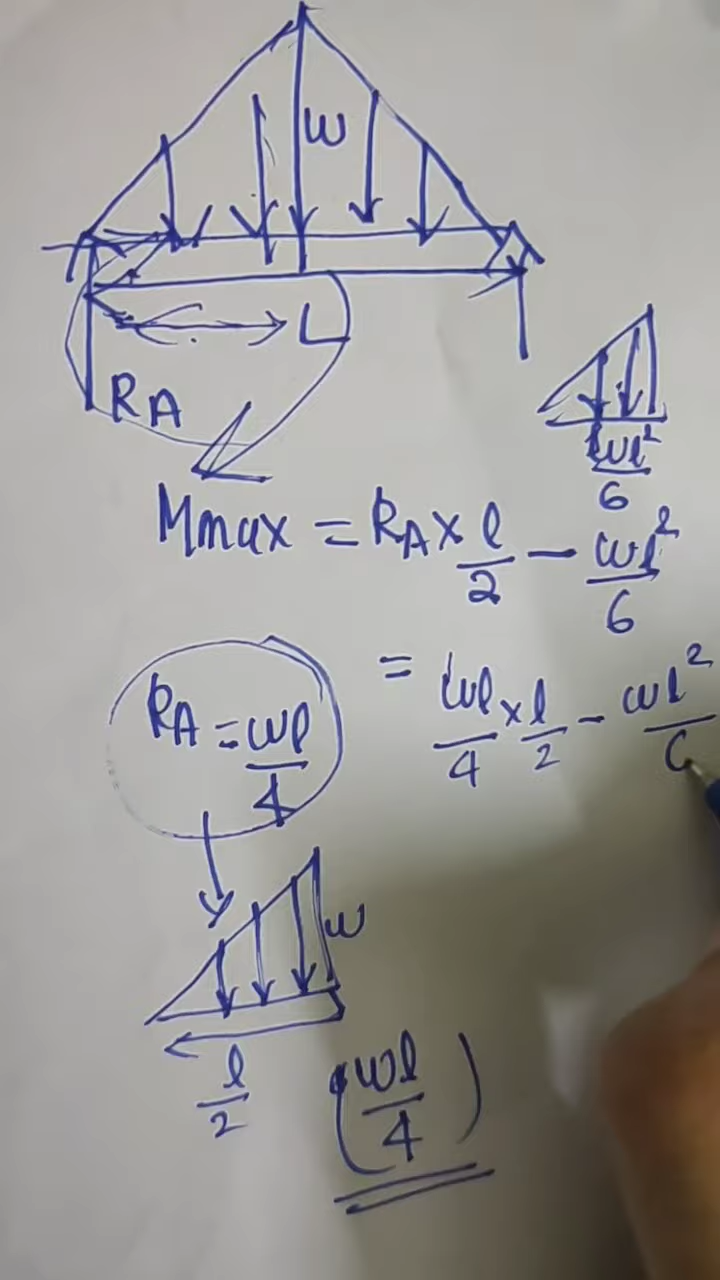 w
L
RA
wl²/6
Mmax = RA × l/2 − wl²/6
= wl/4 × l/2 − wl²/6
RA = wl/4
w
l/2
(wl/4)